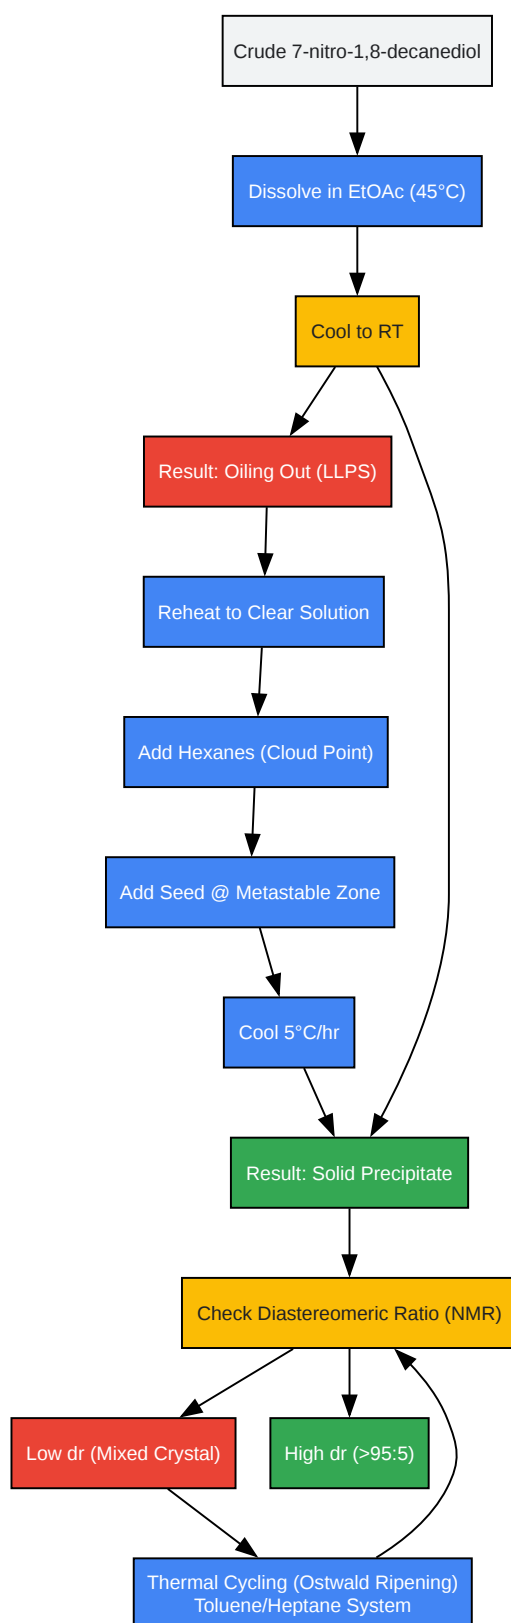 Crude 7-nitro-1,8-decanediol
Dissolve in EtOAc (45°C)
Cool to RT
Result: Oiling Out (LLPS)
Reheat to Clear Solution
Add Hexanes (Cloud Point)
Add Seed @ Metastable Zone
Cool 5°C/hr
Result: Solid Precipitate
Check Diastereomeric Ratio (NMR)
Low dr (Mixed Crystal)
High dr (>95:5)
Thermal Cycling (Ostwald Ripening)
Toluene/Heptane System